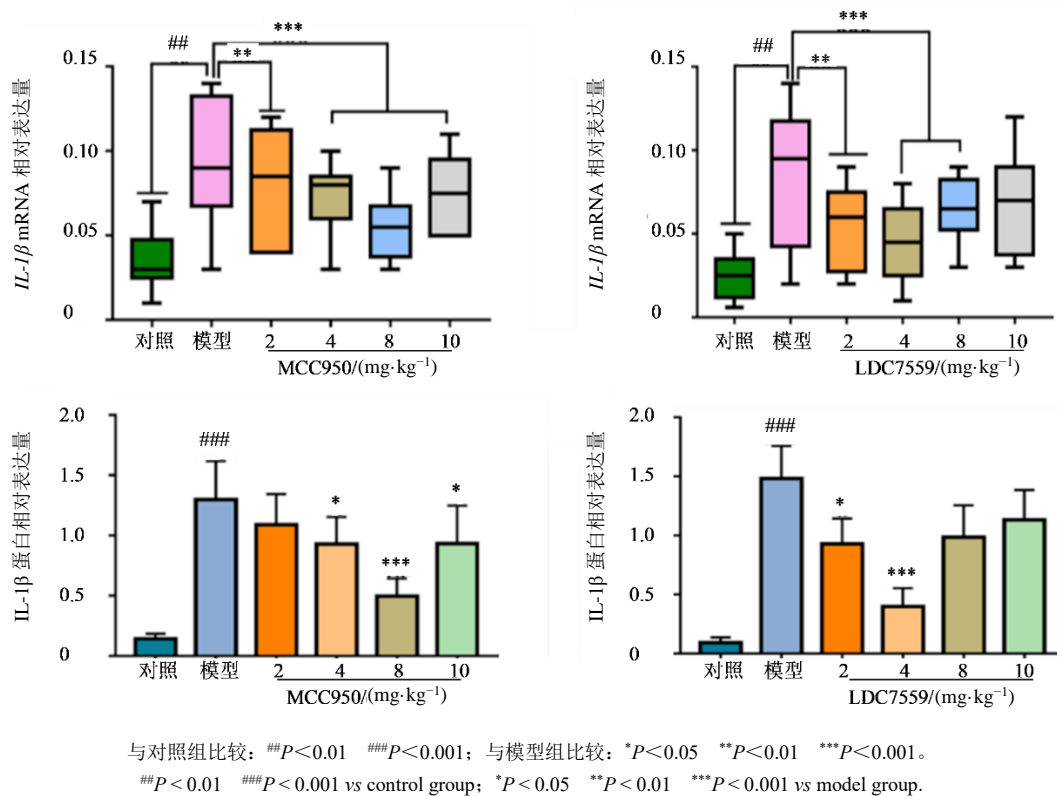 ***
##
**
0.15
0.10
0.05
0
IL-1β mRNA 相对表达量
对照 模型 2 4 8 10
MCC950/(mg·kg⁻¹)
***
##
**
0.15
0.10
0.05
0
IL-1β mRNA 相对表达量
对照 模型 2 4 8 10
LDC7559/(mg·kg⁻¹)
2.0
1.5
1.0
0.5
0
IL-1β 蛋白相对表达量
###
*
***
*
对照 模型 2 4 8 10
MCC950/(mg·kg⁻¹)
2.0
1.5
1.0
0.5
0
IL-1β 蛋白相对表达量
###
*
***
对照 模型 2 4 8 10
LDC7559/(mg·kg⁻¹)
与对照组比较：##P<0.01 ###P<0.001；与模型组比较：*P<0.05 **P<0.01 ***P<0.001。
##P < 0.01 ###P < 0.001 vs control group; *P < 0.05 **P < 0.01 ***P < 0.001 vs model group.